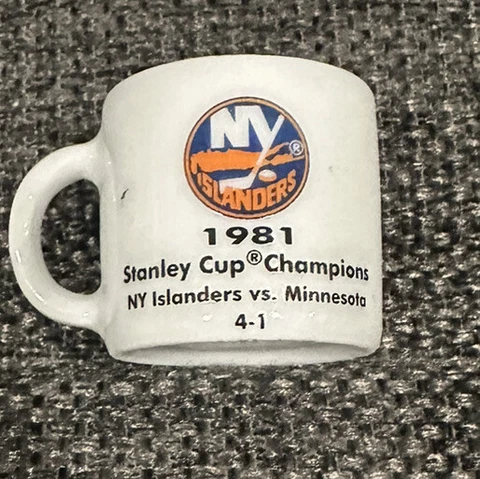 NY
ISLANDERS ®
1981
Stanley Cup® Champions
NY Islanders vs. Minnesota
4-1